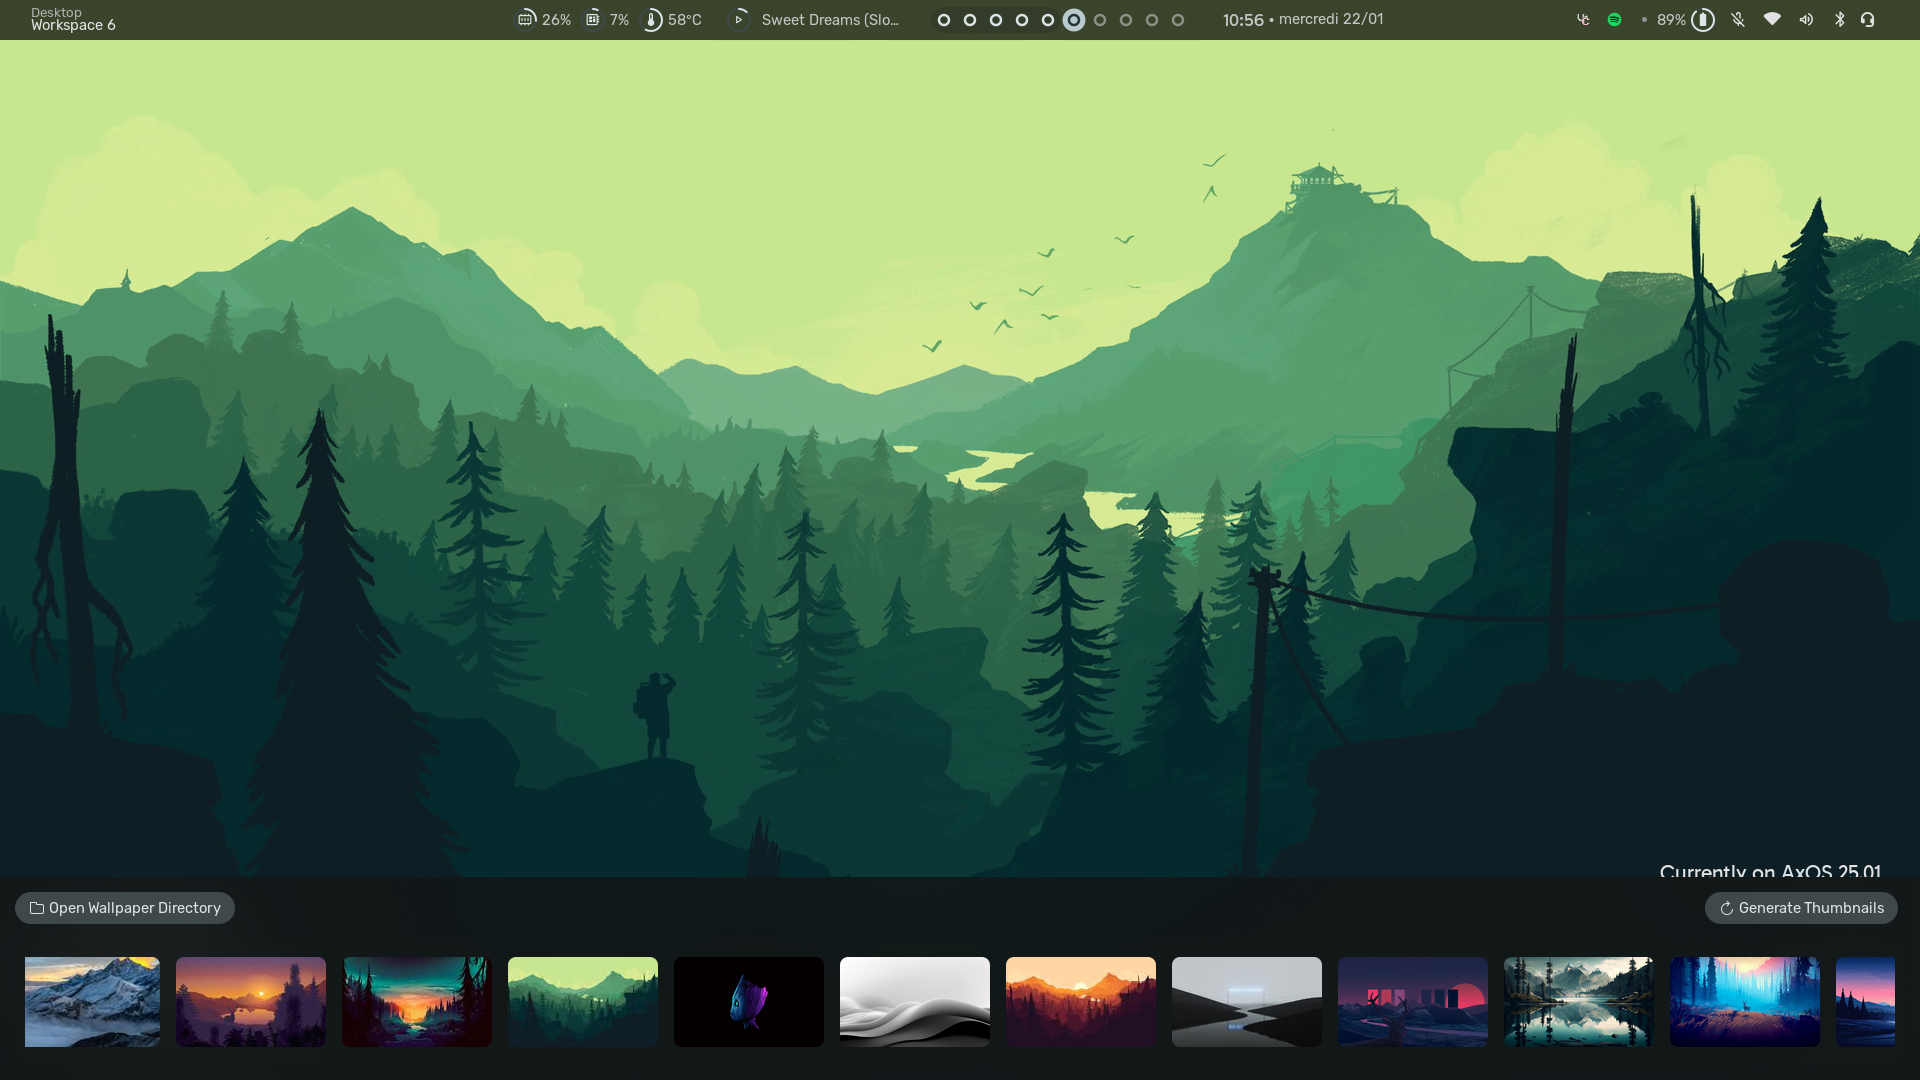 Desktop
Workspace 6
26%
7%
58°C
Sweet Dreams (Slo...
10:56 • mercredi 22/01
89%
Currently on AxOS 25.01
Open Wallpaper Directory
Generate Thumbnails